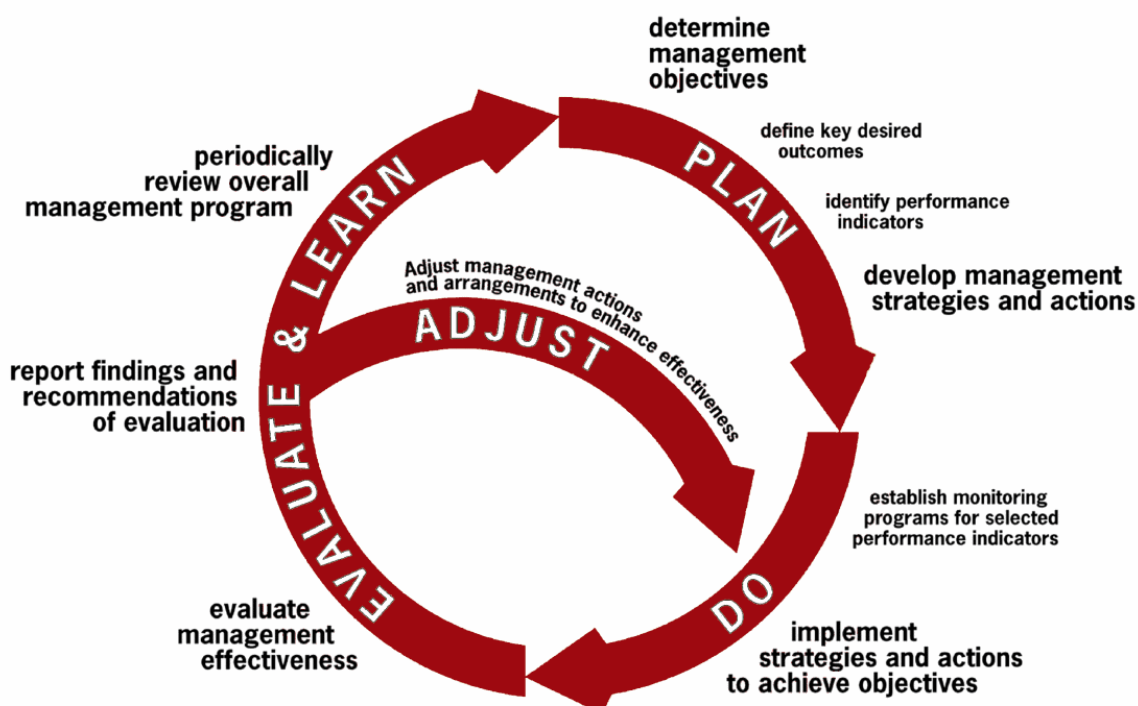 determine
management
objectives
define key desired
outcomes
PLAN
identify performance
indicators
develop management
strategies and actions
establish monitoring
programs for selected
performance indicators
DO
implement
strategies and actions
to achieve objectives
evaluate
management
effectiveness
EVALUATE & LEARN
report findings and
recommendations
of evaluation
periodically
review overall
management program
Adjust management actions
and arrangements to enhance effectiveness
ADJUST